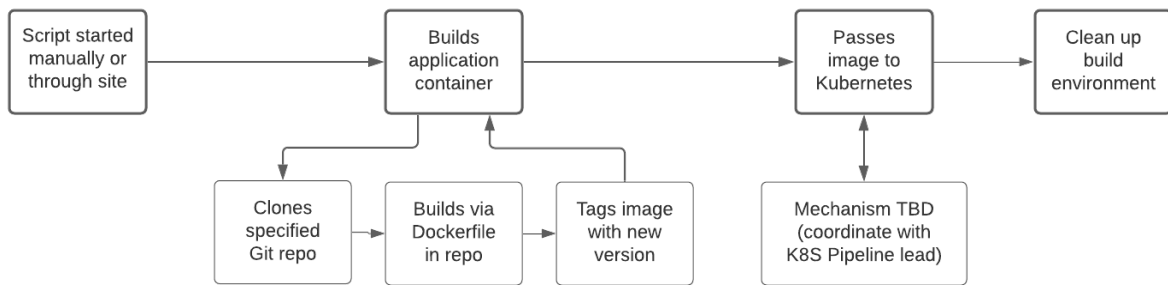 Script started
manually or
through site
Builds
application
container
Passes
image to
Kubernetes
Clean up
build
environment
Clones
specified
Git repo
Builds via
Dockerfile
in repo
Tags image
with new
version
Mechanism TBD
(coordinate with
K8S Pipeline lead)